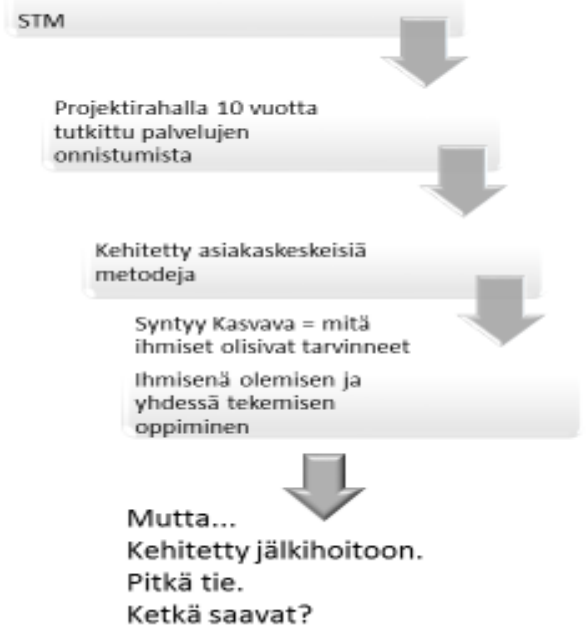 STM
Projektirahalla 10 vuotta
tutkittu palvelujen
onnistumista
Kehitetty asiakaskeskeisiä
metodeja
Syntyy Kasvava = mitä
ihmiset olisivat tarvinneet
Ihmisenä olemisen ja
yhdessä tekemisen
oppiminen
Mutta...
Kehitetty jälkihoitoon.
Pitkä tie.
Ketkä saavat?